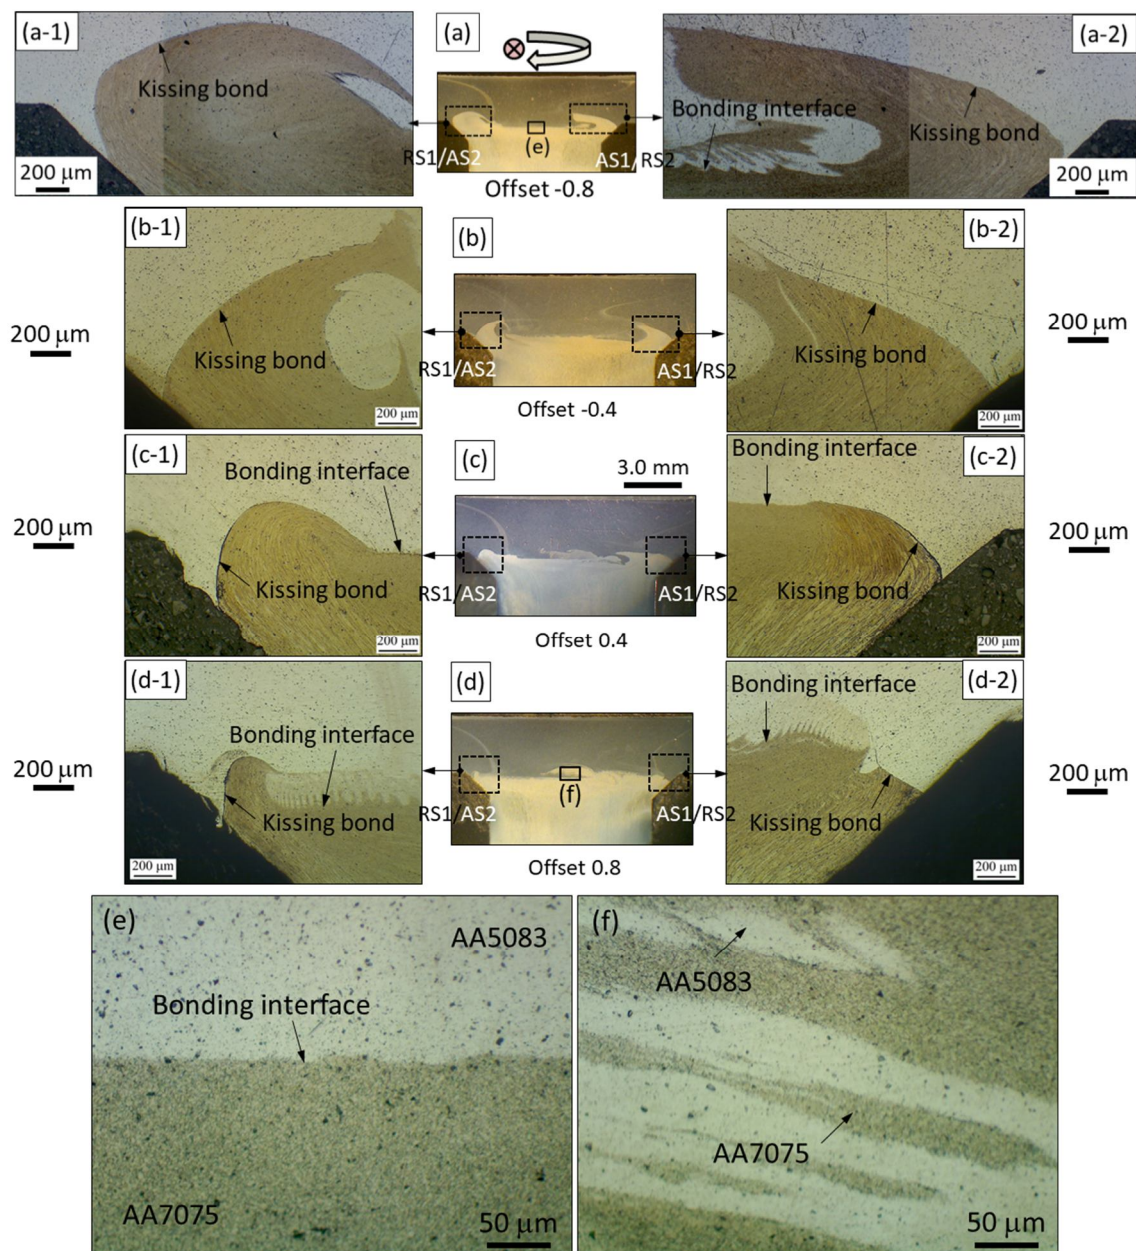 (a-1)
(a)
(a-2)
Kissing bond
Bonding interface
Kissing bond
RS1/AS2
(e)
AS1/RS2
200 μm
Offset -0.8
200 μm
(b-1)
(b)
(b-2)
200 μm
Kissing bond
RS1/AS2
AS1/RS2
Kissing bond
200 μm
200 μm
Offset -0.4
200 μm
(c-1)
(c)
Bonding interface
(c-2)
Bonding interface
3.0 mm
200 μm
Kissing bond
RS1/AS2
AS1/RS2
Kissing bond
200 μm
200 μm
Offset 0.4
200 μm
(d-1)
(d)
Bonding interface
(d-2)
Bonding interface
200 μm
Kissing bond
RS1/AS2
(f)
AS1/RS2
Kissing bond
200 μm
200 μm
Offset 0.8
200 μm
(e)
AA5083
Bonding interface
AA7075
50 μm
(f)
AA5083
AA7075
50 μm